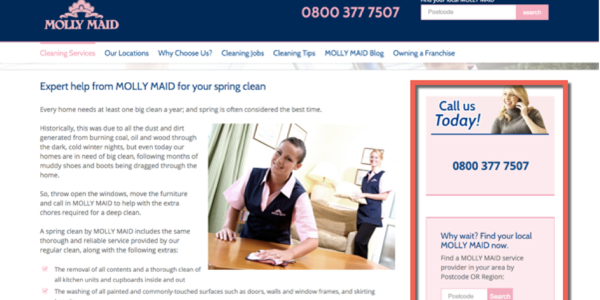 Find your local MOLLY MAID
MOLLY MAID
0800 377 7507
Postcode
search
Cleaning Services
Our Locations
Why Choose Us?
Cleaning Jobs
Cleaning Tips
MOLLY MAID Blog
Owning a Franchise
Expert help from MOLLY MAID for your spring clean
Every home needs at least one big clean a year; and spring is often considered the best time.
Historically, this was due to all the dust and dirt
generated from burning coal, oil and wood through
the dark, cold winter nights, but even today our
homes are in need of big clean, following months of
muddy shoes and boots being dragged through the
home.
So, throw open the windows, move the furniture
and call in MOLLY MAID to help with the extra
chores required for a deep clean.
A spring clean by MOLLY MAID includes the same
thorough and reliable service provided by our
regular clean, along with the following extras:
The removal of all contents and a thorough clean of
all kitchen units and cupboards inside and out
The washing of all painted and commonly-touched surfaces such as doors, walls and window frames, and skirting
Call us
Today!
0800 377 7507
Why wait? Find your local
MOLLY MAID now.
Find a MOLLY MAID service
provider in your area by
Postcode OR Region:
Postcode
Search